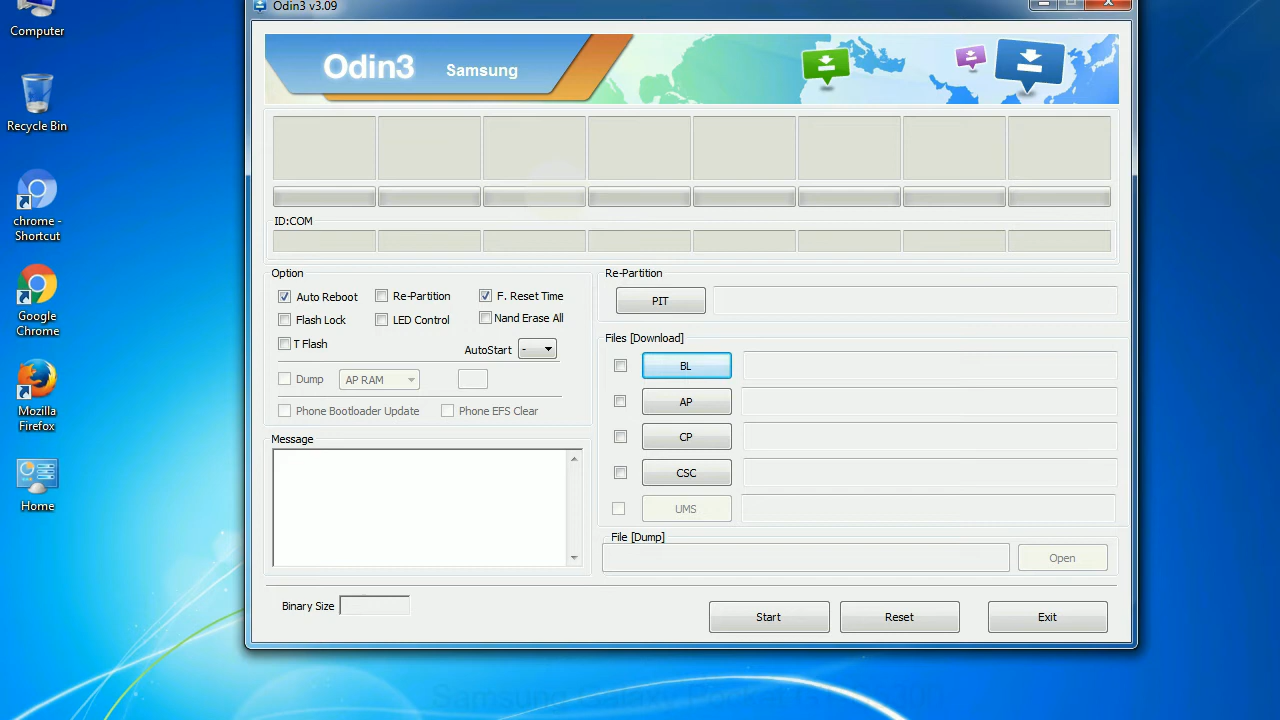 Computer
Recycle Bin
chrome -
Shortcut
Google
Chrome
Mozilla
Firefox
Home
Odin3 v3.09
Odin3 Samsung
ID:COM
Option
Auto Reboot Re-Partition F. Reset Time
Flash Lock LED Control Nand Erase All
T Flash
AutoStart -
Dump AP RAM
Phone Bootloader Update Phone EFS Clear
Message
Re-Partition
PIT
Files [Download]
BL
AP
CP
CSC
UMS
File [Dump]
Open
Binary Size
Start Reset Exit
Samsung Galaxy Pocket